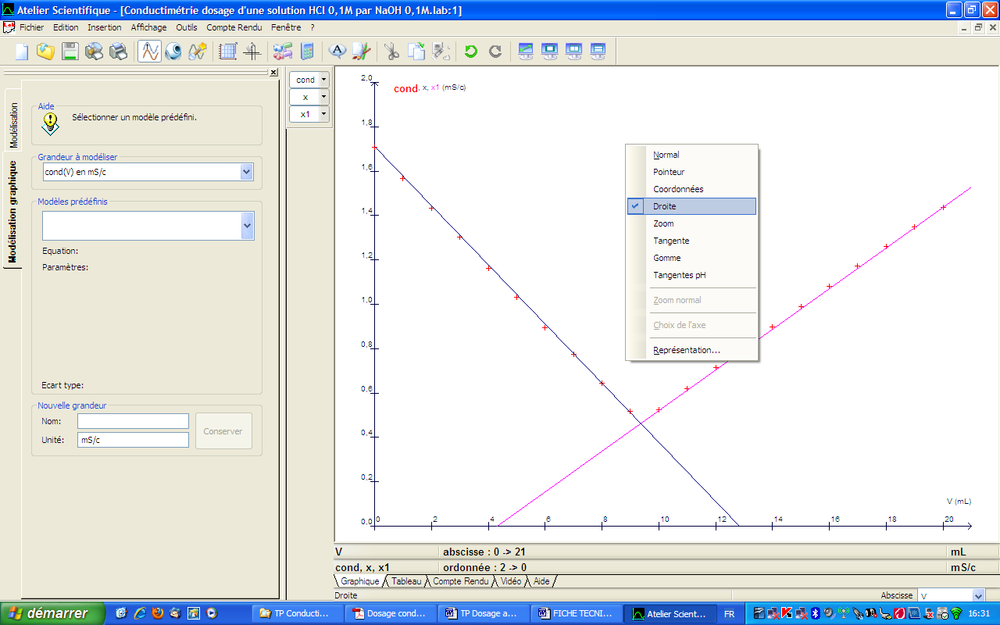 Atelier Scientifique - [Conductimétrie dosage d'une solution HCl 0,1M par NaOH 0,1M.lab:1]
Fichier Edition Insertion Affichage Outils Compte Rendu Fenêtre ?
Modélisation
Modélisation graphique
Aide
Sélectionner un modèle prédéfini.
Grandeur à modéliser
cond(V) en mS/c
Modèles prédéfinis
Equation:
Paramètres:
Ecart type:
Nouvelle grandeur
Nom:
Unité: mS/c
Conserver
cond
x
x1
cond, x, x1 (mS/c)
2,0
1,8
1,6
1,4
1,2
1,0
0,8
0,6
0,4
0,2
0,0
0 2 4 6 8 10 12 14 16 18 20
V (mL)
Normal
Pointeur
Coordonnées
Droite
Zoom
Tangente
Gomme
Tangentes pH
Zoom normal
Choix de l'axe
Représentation...
V abscisse : 0 -> 21 mL
cond, x, x1 ordonnée : 2 -> 0 mS/c
Graphique Tableau Compte Rendu Vidéo Aide
Droite Abscisse V
démarrer TP Conducti... Dosage cond... TP Dosage a... FICHE TECNI... Atelier Scient... FR 16:31